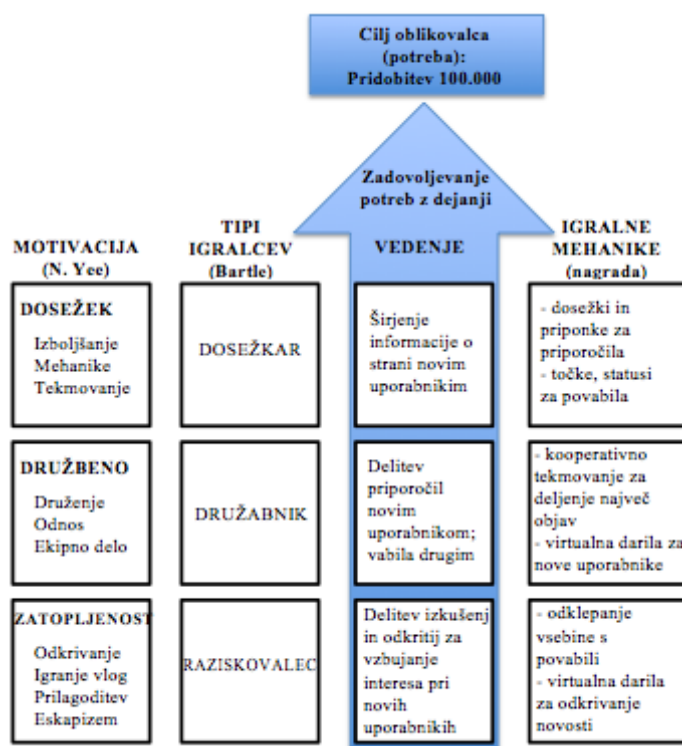 Cilj oblikovalca
(potreba):
Pridobitev 100.000
Zadovoljevanje
potreb z dejanji
MOTIVACIJA
(N. Yee)
TIPI
IGRALCEV
(Bartle)
VEDENJE
IGRALNE
MEHANIKE
(nagrada)
DOSEŽEK
Izboljšanje
Mehanike
Tekmovanje
DOSEŽKAR
Širjenje
informacije o
strani novim
uporabnikim
- dosežki in
priponke za
priporočila
- točke, statusi
za povabila
DRUŽBENO
Druženje
Odnos
Ekipno delo
DRUŽABNIK
Delitev
priporočil
novim
uporabnikom;
vabila drugim
- kooperativno
tekmovanje za
deljenje največ
objav
- virtualna darila za
nove uporabnike
ZATOPLJENOST
Odkrivanje
Igranje vlog
Prilagoditev
Eskapizem
RAZISKOVALEC
Delitev izkušenj
in odkritij za
vzbujanje
interesa pri
novih
uporabnikih
- odklepanje
vsebine s
povabili
- virtualna darila
za odkrivanje
novosti